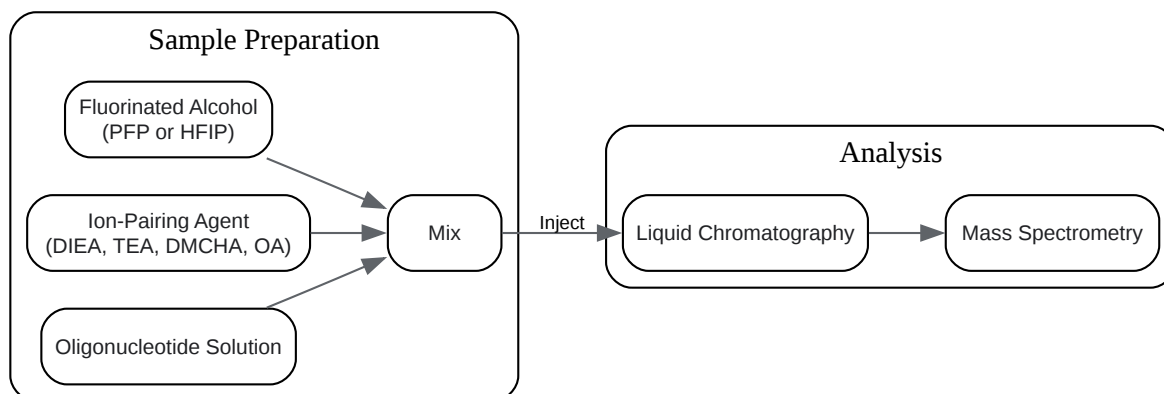 Sample Preparation
Fluorinated Alcohol
(PFP or HFIP)
Ion-Pairing Agent
(DIEA, TEA, DMCHA, OA)
Oligonucleotide Solution
Mix
Inject
Analysis
Liquid Chromatography
Mass Spectrometry